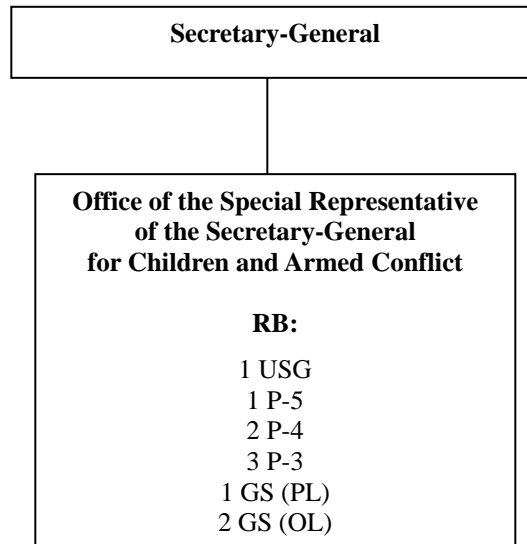 Secretary-General
Office of the Special Representative
of the Secretary-General
for Children and Armed Conflict
RB:
1 USG
1 P-5
2 P-4
3 P-3
1 GS (PL)
2 GS (OL)